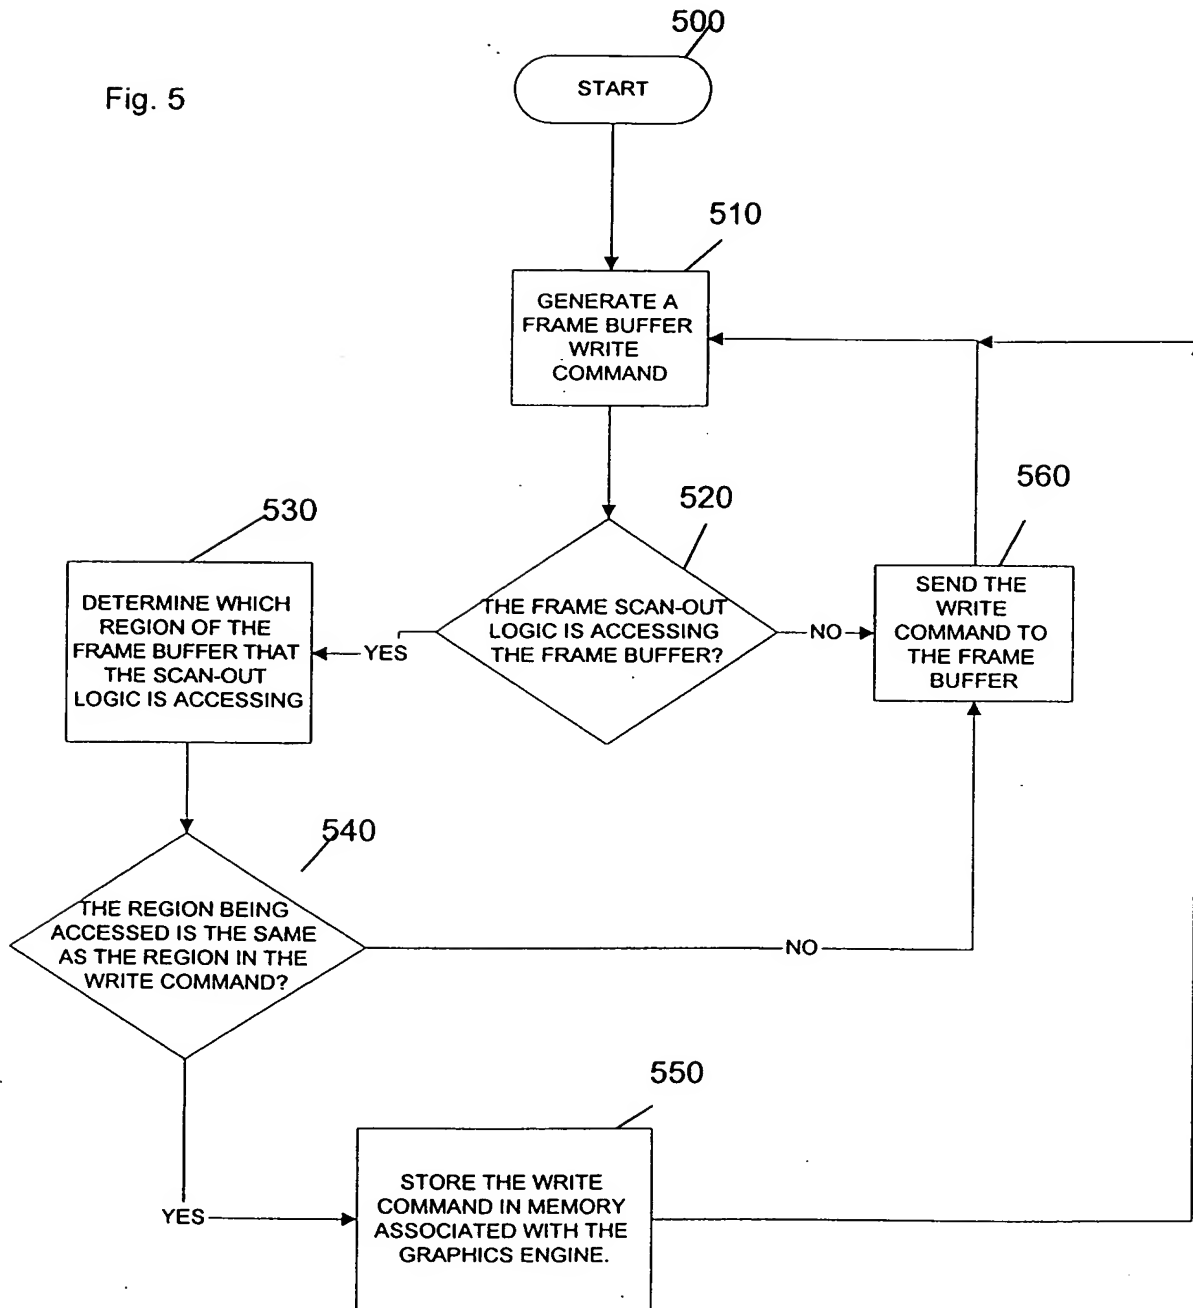 500
Fig. 5
START
510
GENERATE A
FRAME BUFFER
WRITE
COMMAND
520
560
530
DETERMINE WHICH
REGION OF THE
FRAME BUFFER THAT
THE SCAN-OUT
LOGIC IS ACCESSING
YES
THE FRAME SCAN-OUT
LOGIC IS ACCESSING
THE FRAME BUFFER?
NO
SEND THE
WRITE
COMMAND TO
THE FRAME
BUFFER
540
THE REGION BEING
ACCESSED IS THE SAME
AS THE REGION IN THE
WRITE COMMAND?
NO
550
YES
STORE THE WRITE
COMMAND IN MEMORY
ASSOCIATED WITH THE
GRAPHICS ENGINE.